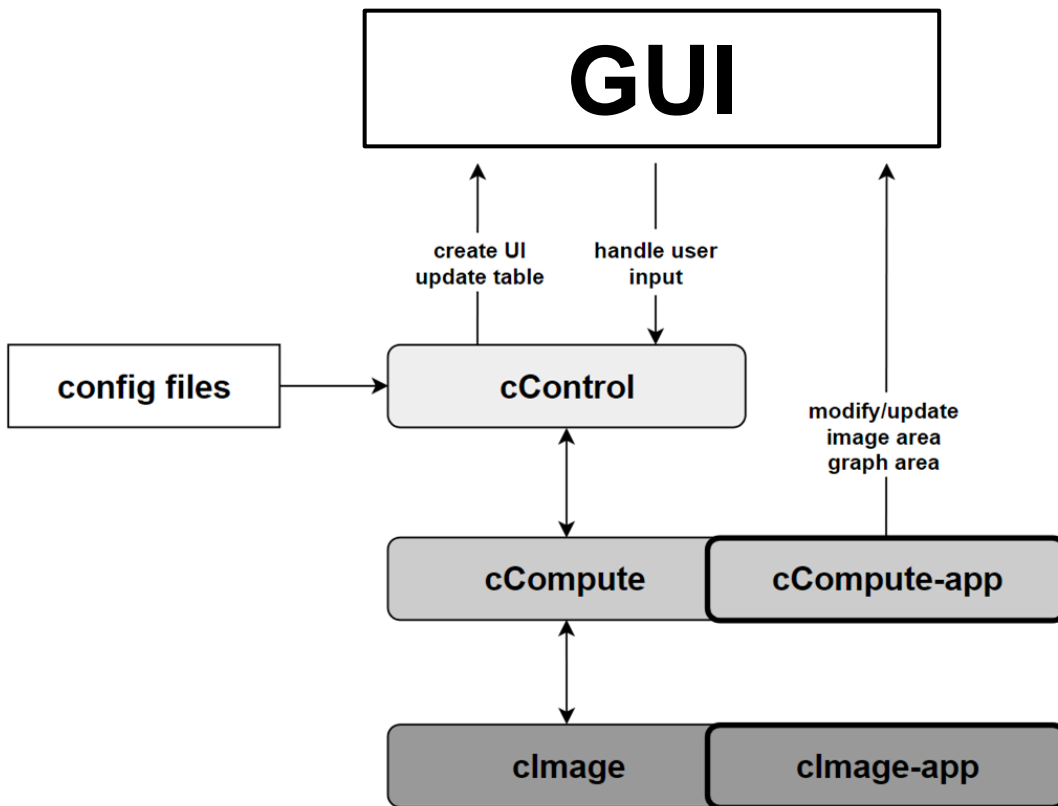 GUI
create UI
update table
handle user
input
config files
cControl
modify/update
image area
graph area
cCompute
cCompute-app
cImage
cImage-app